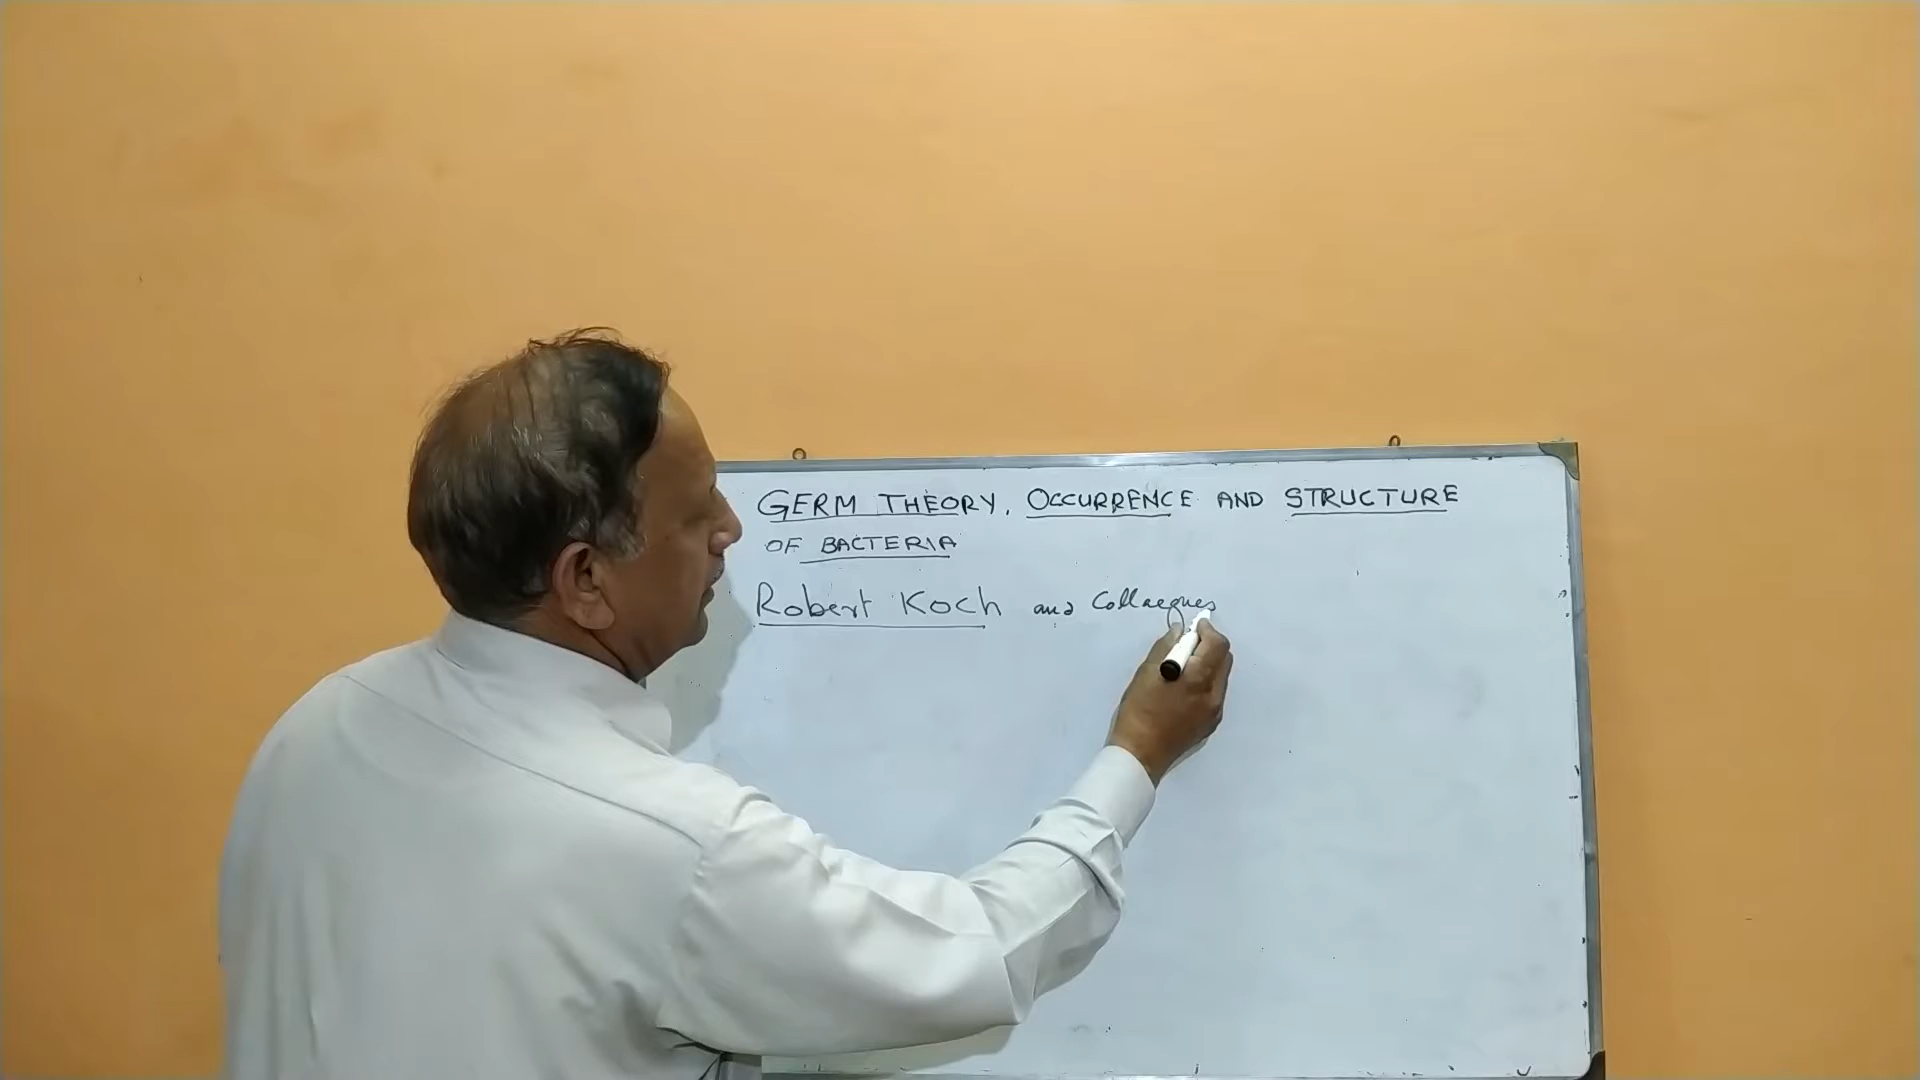 GERM THEORY, OCCURRENCE AND STRUCTURE
OF BACTERIA
Robert Koch and Collaegues